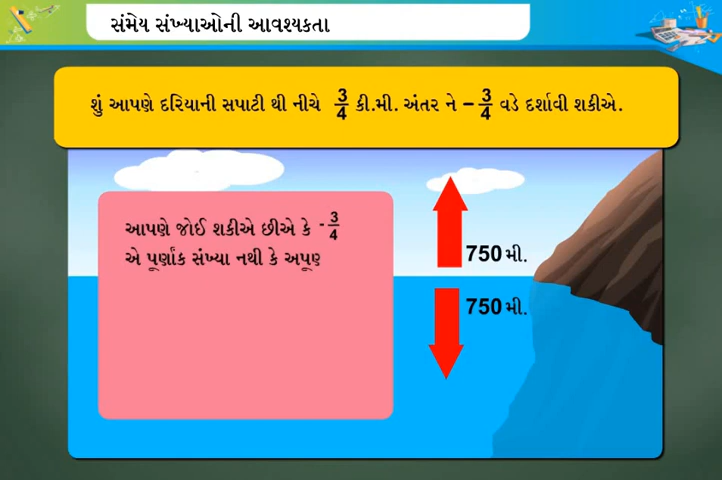 સંમેય સંખ્યાઓની આવશ્યકતા
શું આપણે દરિયાની સપાટી થી નીચે 3/4 કી.મી. અંતર ને – 3/4 વડે દર્શાવી શકીએ.
આપણે જોઈ શકીએ છીએ કે - 3/4
એ પૂર્ણાંક સંખ્યા નથી કે અપૂણ
750 મી.
750 મી.